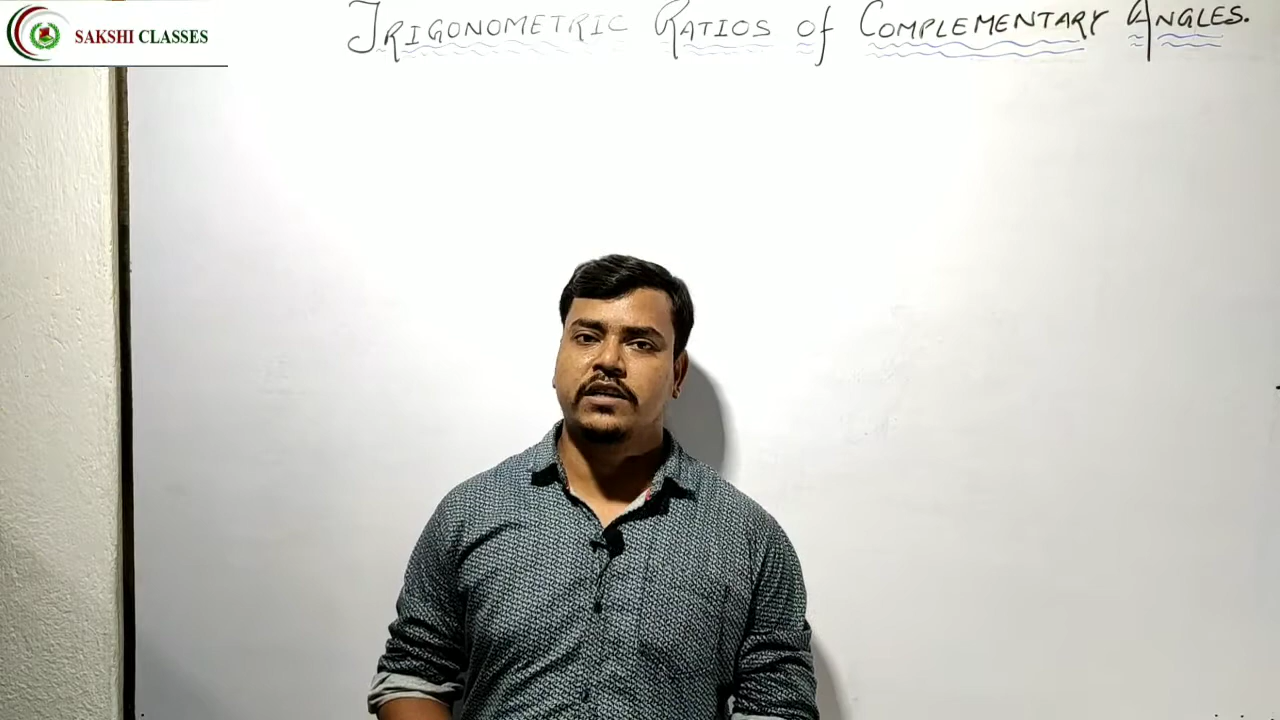 SAKSHI CLASSES
TRIGONOMETRIC RATIOS of COMPLEMENTARY ANGLES.